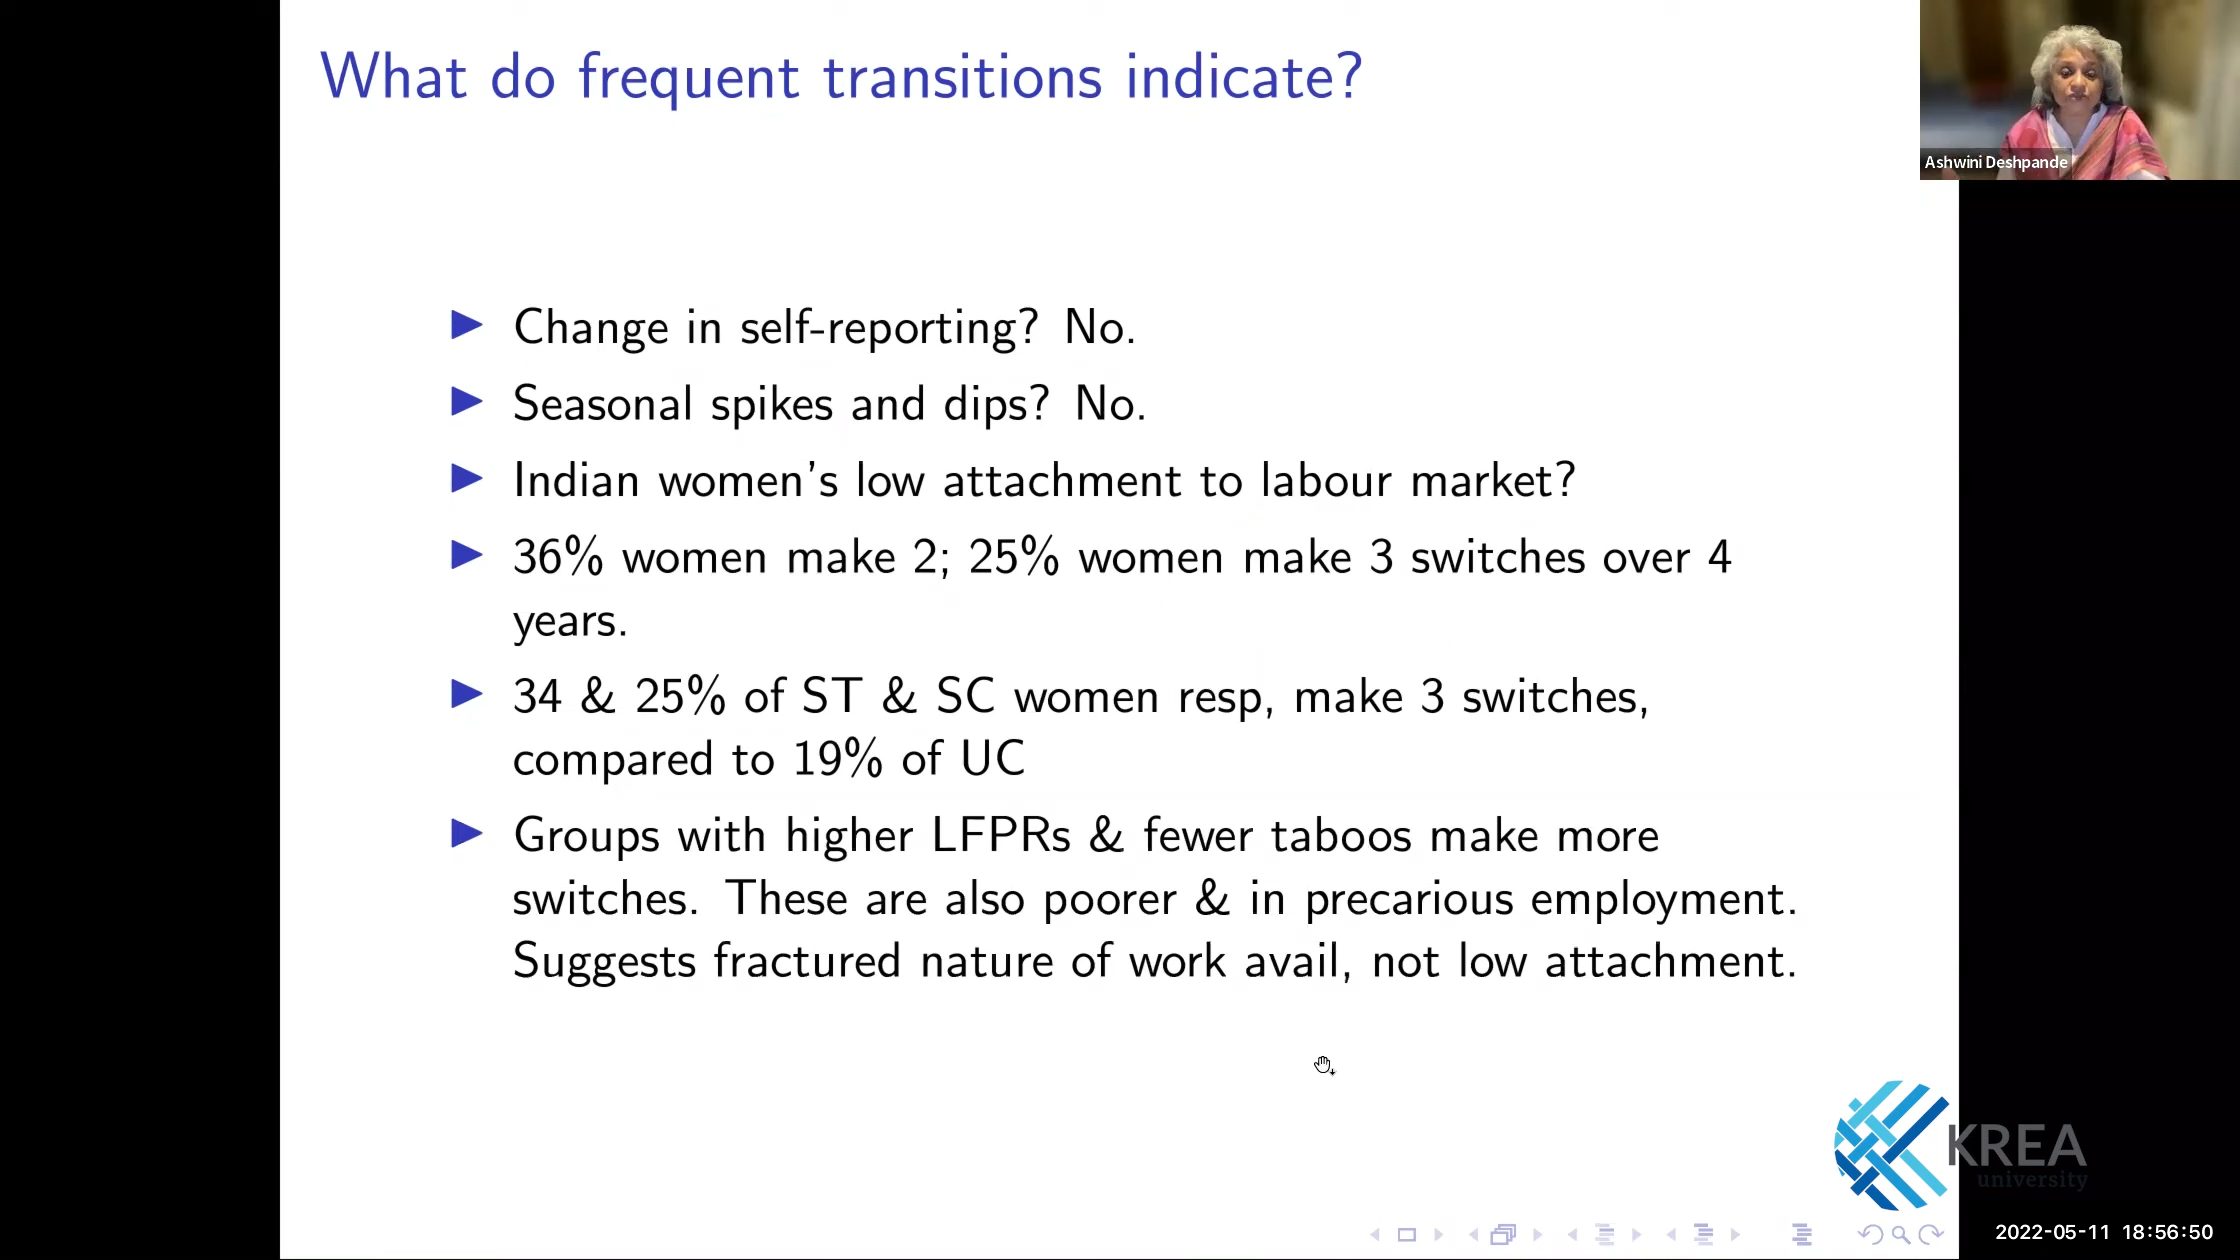 What do frequent transitions indicate?
Ashwini Deshpande
Change in self-reporting? No.
Seasonal spikes and dips? No.
Indian women's low attachment to labour market?
36% women make 2; 25% women make 3 switches over 4
years.
34 & 25% of ST & SC women resp, make 3 switches,
compared to 19% of UC
Groups with higher LFPRs & fewer taboos make more
switches. These are also poorer & in precarious employment.
Suggests fractured nature of work avail, not low attachment.
KREA
university
2022-05-11 18:56:50